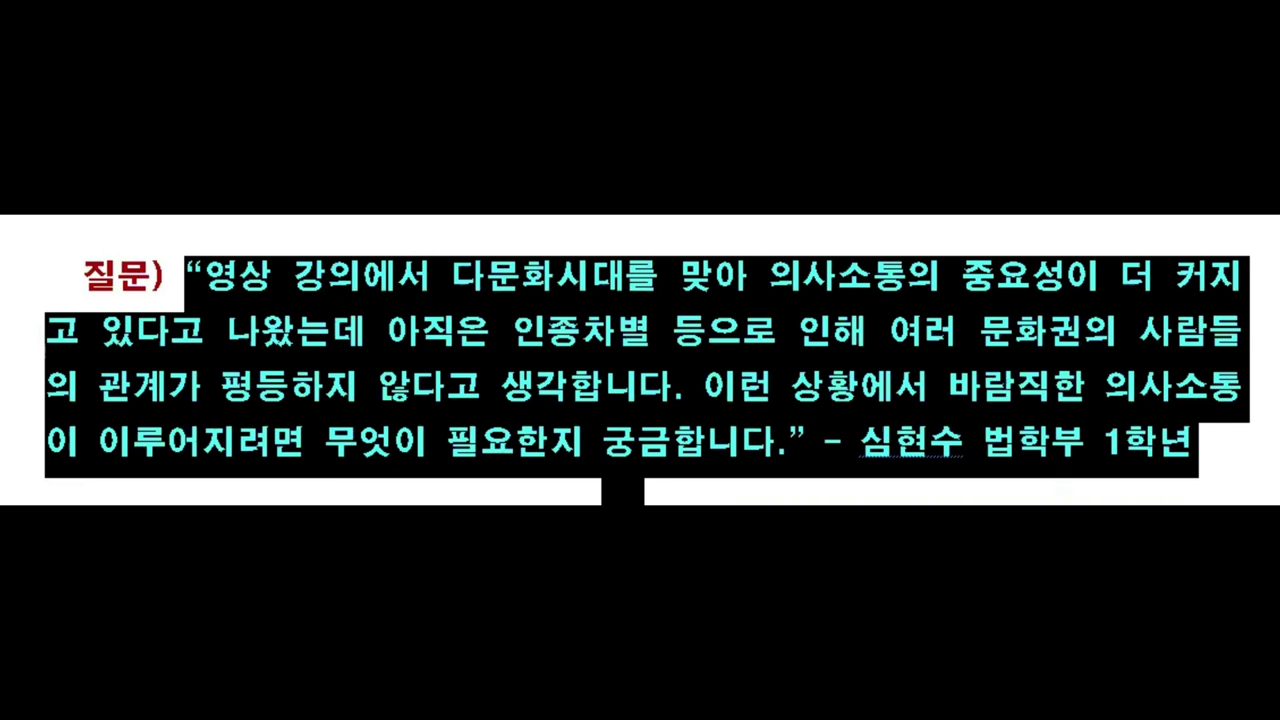 질문) “영상 강의에서 다문화시대를 맞아 의사소통의 중요성이 더 커지
고 있다고 나왔는데 아직은 인종차별 등으로 인해 여러 문화권의 사람들
의 관계가 평등하지 않다고 생각합니다. 이런 상황에서 바람직한 의사소통
이 이루어지려면 무엇이 필요한지 궁금합니다.” – 심현수 법학부 1학년